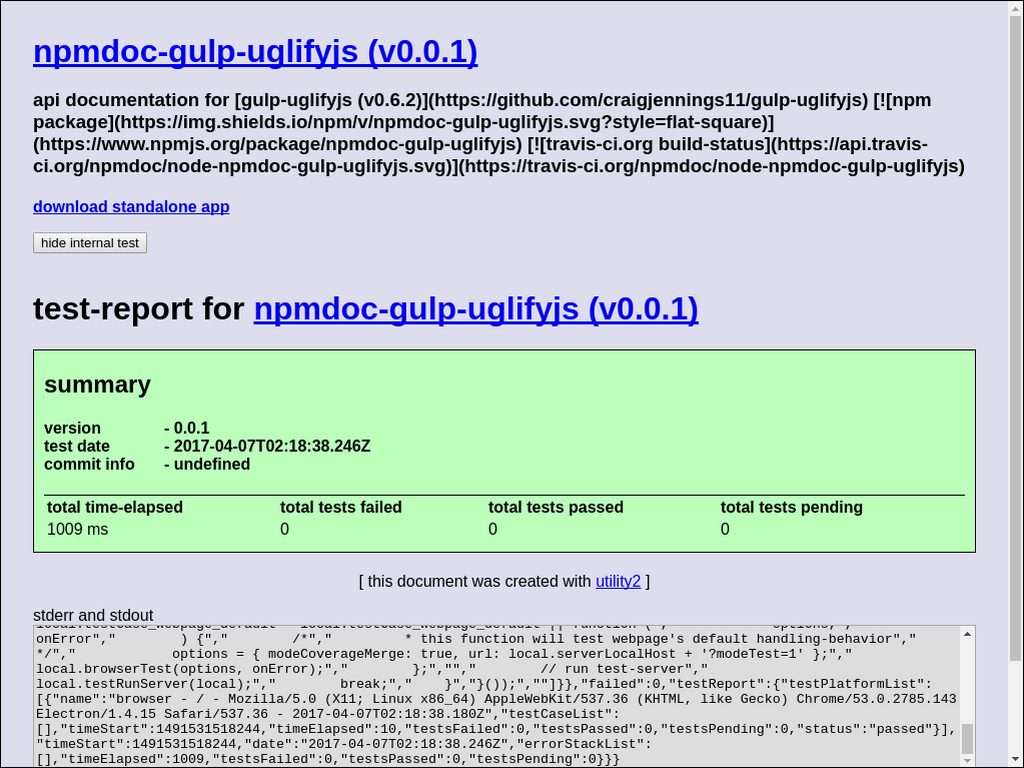 npmdoc-gulp-uglifyjs (v0.0.1)
api documentation for [gulp-uglifyjs (v0.6.2)](https://github.com/craigjennings11/gulp-uglifyjs) [![npm
package](https://img.shields.io/npm/v/npmdoc-gulp-uglifyjs.svg?style=flat-square)]
(https://www.npmjs.org/package/npmdoc-gulp-uglifyjs) [![travis-ci.org build-status](https://api.travis-
ci.org/npmdoc/node-npmdoc-gulp-uglifyjs.svg)](https://travis-ci.org/npmdoc/node-npmdoc-gulp-uglifyjs)
download standalone app
hide internal test
test-report for npmdoc-gulp-uglifyjs (v0.0.1)
summary
version - 0.0.1
test date - 2017-04-07T02:18:38.246Z
commit info - undefined
total time-elapsed total tests failed total tests passed total tests pending
1009 ms 0 0 0
[ this document was created with utility2 ]
stderr and stdout
onError","        ) {","        /*","         * this function will test webpage's default handling-behavior","
*/","            options = { modeCoverageMerge: true, url: local.serverLocalHost + '?modeTest=1' };","
local.browserTest(options, onError);","        };","","        // run test-server","
local.testRunServer(local);","        break;","    }","}());",""]}},"failed":0,"testReport":{"testPlatformList":
[{"name":"browser - / - Mozilla/5.0 (X11; Linux x86_64) AppleWebKit/537.36 (KHTML, like Gecko) Chrome/53.0.2785.143
Electron/1.4.15 Safari/537.36 - 2017-04-07T02:18:38.180Z","testCaseList":
[],"timeStart":1491531518244,"timeElapsed":10,"testsFailed":0,"testsPassed":0,"testsPending":0,"status":"passed"}],
"timeStart":1491531518244,"date":"2017-04-07T02:18:38.246Z","errorStackList":
[],"timeElapsed":1009,"testsFailed":0,"testsPassed":0,"testsPending":0}}}